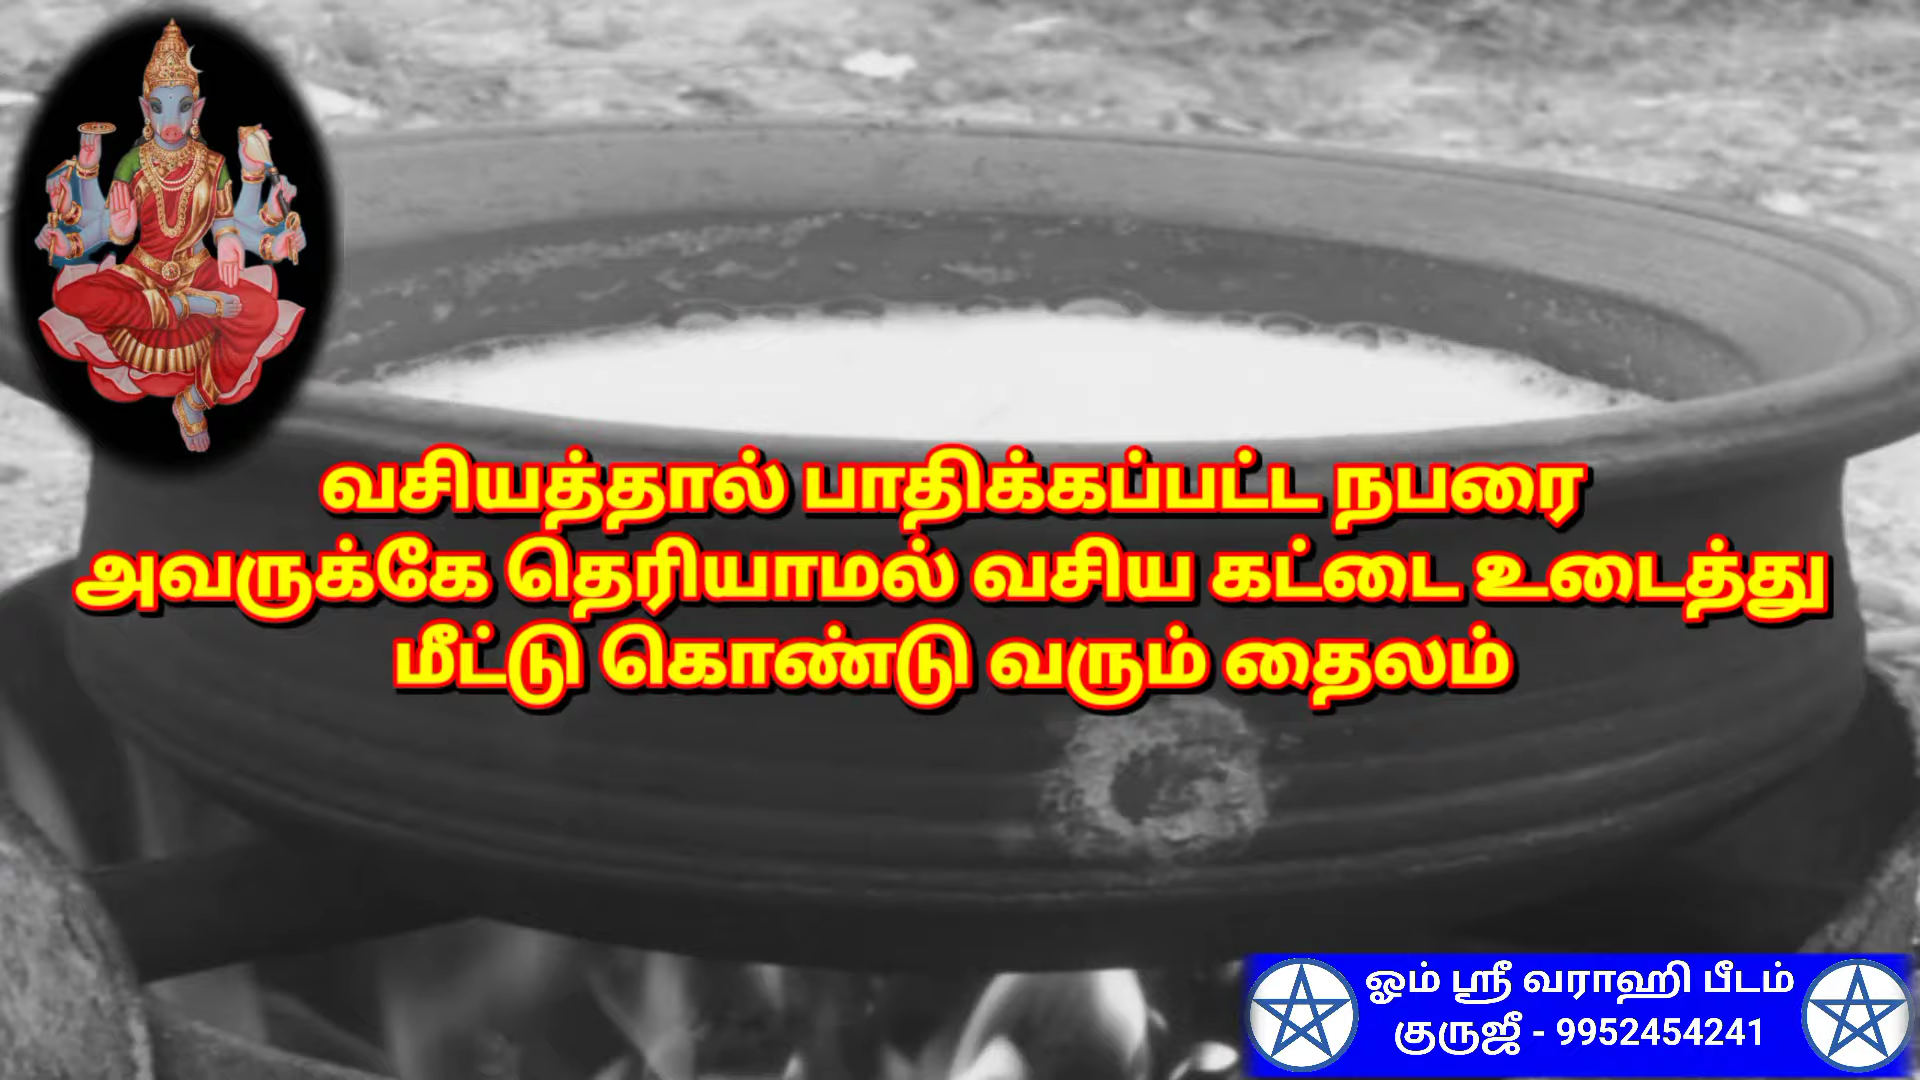 வசியத்தால் பாதிக்கப்பட்ட நபரை
அவருக்கே தெரியாமல் வசிய கட்டை உடைத்து
மீட்டு கொண்டு வரும் தைலம்
ஓம் ஸ்ரீ வராஹி பீடம்
குருஜீ - 9952454241